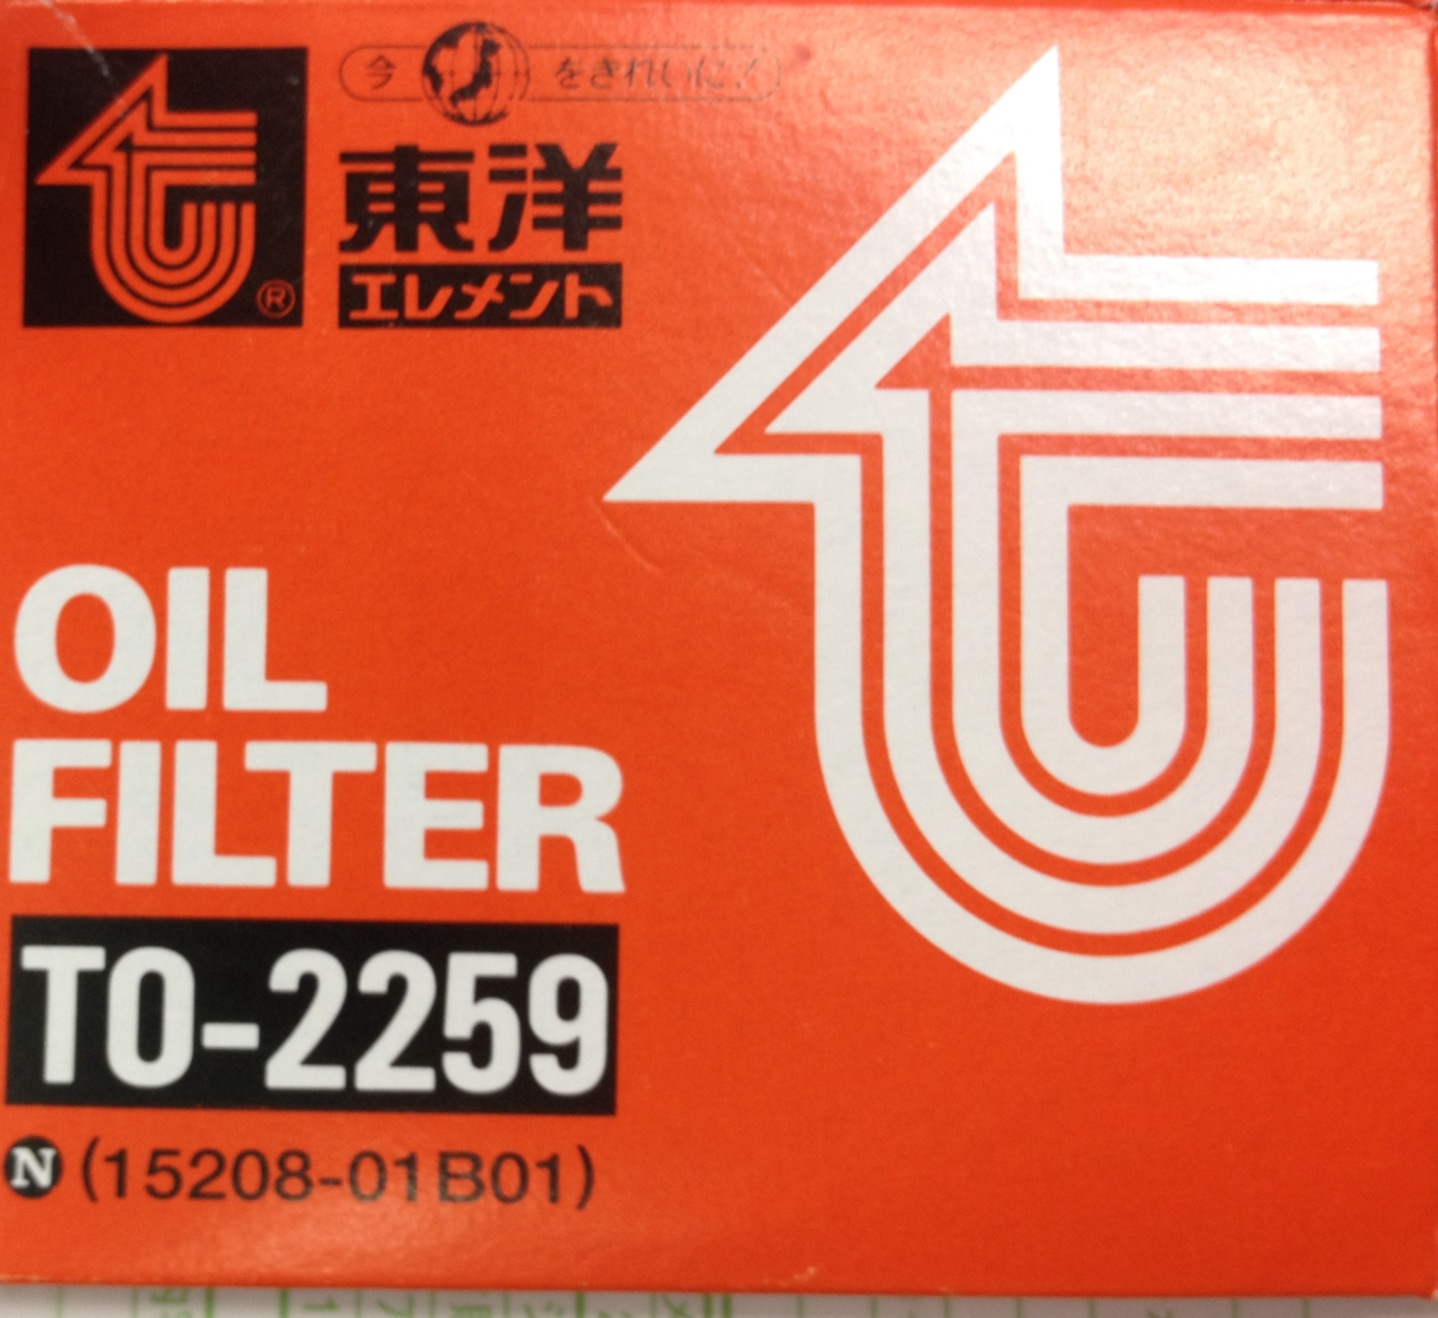 今 をきれいに!
東洋
エレメント
®
OIL
FILTER
TO-2259
N (15208-01B01)